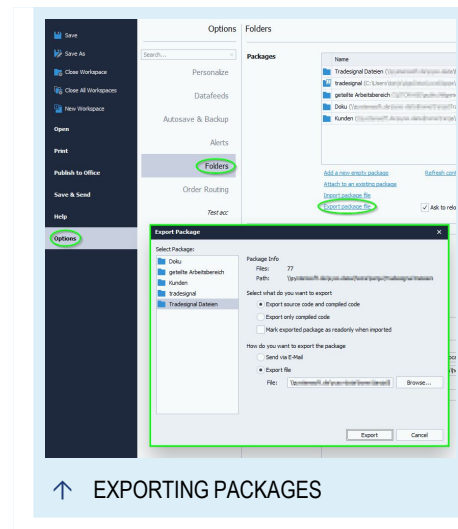 Save
Save As
Close Workspace
Close All Workspaces
New Workspace
Open
Print
Publish to Office
Save & Send
Help
Options
Options
Search...
Personalize
Datafeeds
Autosave & Backup
Alerts
Folders
Order Routing
Test acc
Folders
Packages
Name
Tradesignal Dateien
tradesignal (C:\Users\
geteilte Arbeitsbereich
Doku
Kunden
Add a new empty package Refresh cont
Attach to an existing package
Import package file
Export package file Ask to relo
Export Package
Select Package:
Doku
geteilte Arbeitsbereich
Kunden
tradesignal
Tradesignal Dateien
Package Info
Files: 77
Path:
Select what do you want to export
Export source code and compiled code
Export only compiled code
Mark exported package as readonly when imported
How do you want to export the package
Send via E-Mail
Export file
File: Browse...
Export Cancel
↑ EXPORTING PACKAGES